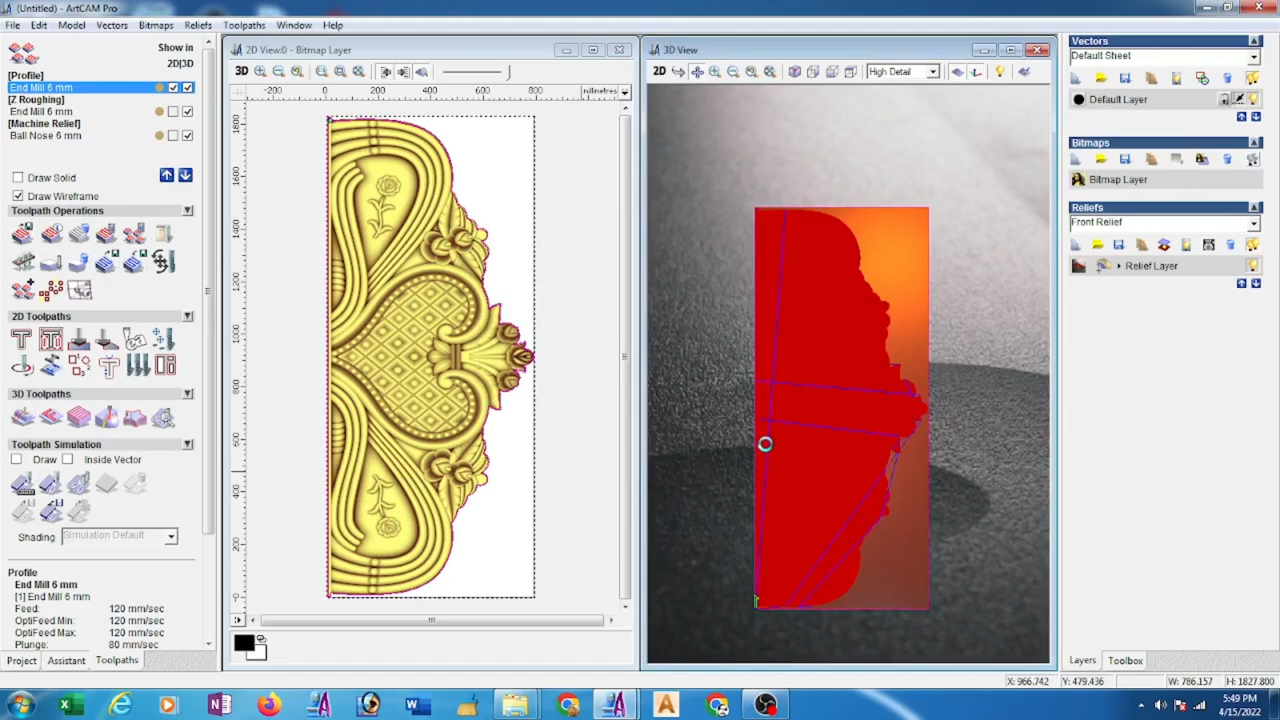 (Untitled) - ArtCAM Pro
File Edit Model Vectors Bitmaps Reliefs Toolpaths Window Help
Show in
2D|3D
[Profile]
End Mill 6 mm
[Z Roughing]
End Mill 6 mm
[Machine Relief]
Ball Nose 6 mm
Draw Solid
Draw Wireframe
Toolpath Operations
2D Toolpaths
3D Toolpaths
Toolpath Simulation
Draw Inside Vector
Shading Simulation Default
Profile
End Mill 6 mm
[1] End Mill 6 mm
Feed: 120 mm/sec
OptiFeed Min: 120 mm/sec
OptiFeed Max: 120 mm/sec
Plunge: 80 mm/sec
Project Assistant Toolpaths
2D View:0 - Bitmap Layer
3D
-200 0 200 400 600 800 millimetres
1800
1600
1400
1200
1000
800
600
400
200
0
3D View
2D High Detail
Vectors
Default Sheet
Default Layer
Bitmaps
Bitmap Layer
Reliefs
Front Relief
Relief Layer
Layers Toolbox
X: 966.742 Y: 479.436 W: 786.157 H: 1827.800
5:49 PM
4/15/2022